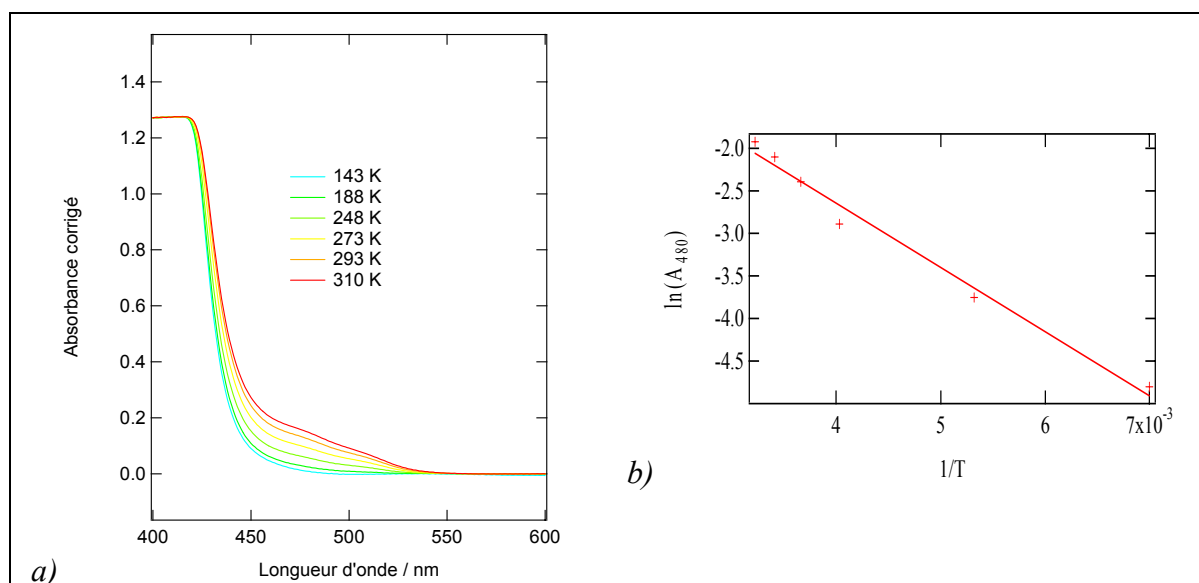 1.4
1.2
1.0
0.8
0.6
0.4
0.2
0.0
Absorbance corrigé
143 K
188 K
248 K
273 K
293 K
310 K
400 450 500 550 600
Longueur d'onde / nm
a)
-2.0
-2.5
-3.0
-3.5
-4.0
-4.5
ln(A480)
4 5 6 7x10-3
1/T
b)